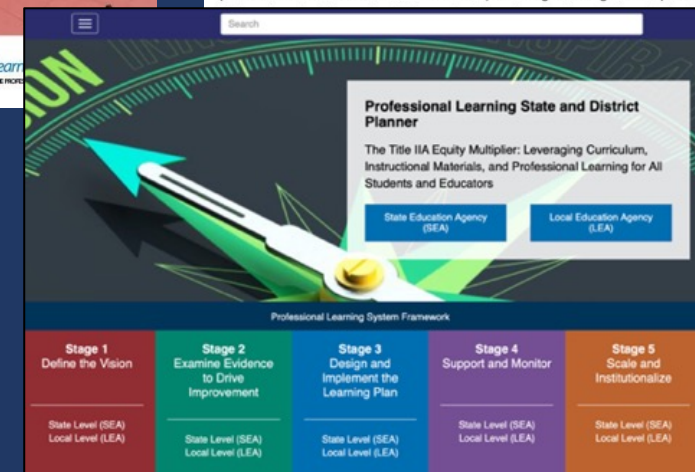 Search
VISION
Professional Learning State and District
Planner
The Title IIA Equity Multiplier: Leveraging Curriculum,
Instructional Materials, and Professional Learning for All
Students and Educators
State Education Agency
(SEA)
Local Education Agency
(LEA)
Professional Learning System Framework
Stage 1
Define the Vision
State Level (SEA)
Local Level (LEA)
Stage 2
Examine Evidence
to Drive
Improvement
State Level (SEA)
Local Level (LEA)
Stage 3
Design and
Implement the
Learning Plan
State Level (SEA)
Local Level (LEA)
Stage 4
Support and Monitor
State Level (SEA)
Local Level (LEA)
Stage 5
Scale and
Institutionalize
State Level (SEA)
Local Level (LEA)